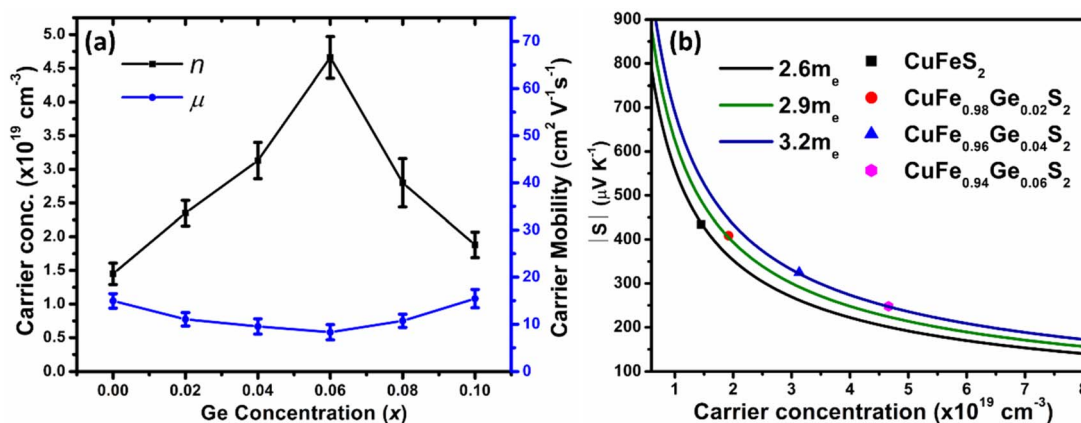 (a)
n
μ
5.0
4.5
4.0
3.5
3.0
2.5
2.0
1.5
1.0
0.5
0.0
Carrier conc. (x10¹⁹ cm⁻³)
70
60
50
40
30
20
10
0
Carrier Mobility (cm² V⁻¹s⁻¹)
0.00 0.02 0.04 0.06 0.08 0.10
Ge Concentration (x)
(b)
2.6mₑ
2.9mₑ
3.2mₑ
CuFeS₂
CuFe₀.₉₈Ge₀.₀₂S₂
CuFe₀.₉₆Ge₀.₀₄S₂
CuFe₀.₉₄Ge₀.₀₆S₂
900
800
700
600
500
400
300
200
100
|S| (μV K⁻¹)
1 2 3 4 5 6 7 8
Carrier concentration (x10¹⁹ cm⁻³)